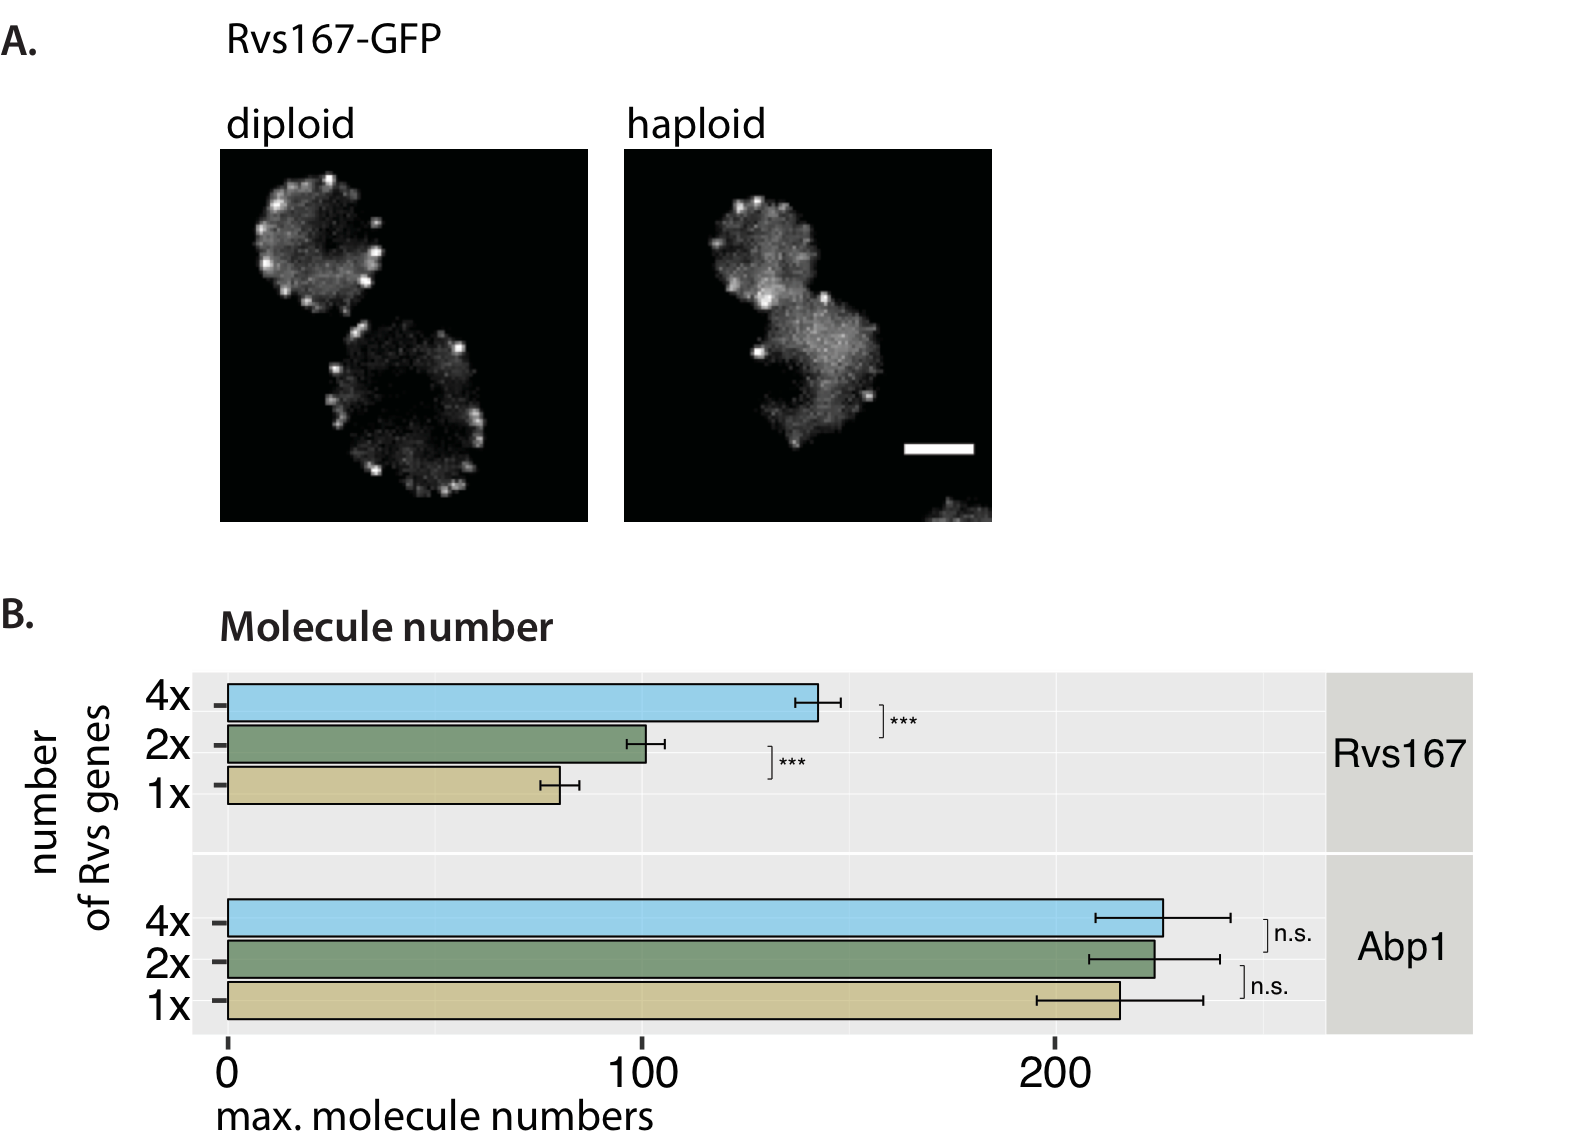 A.
Rvs167-GFP
diploid
haploid
B.
Molecule number
number
of Rvs genes
4x
2x
1x
***
***
Rvs167
4x
2x
1x
n.s.
n.s.
Abp1
0
100
200
max. molecule numbers